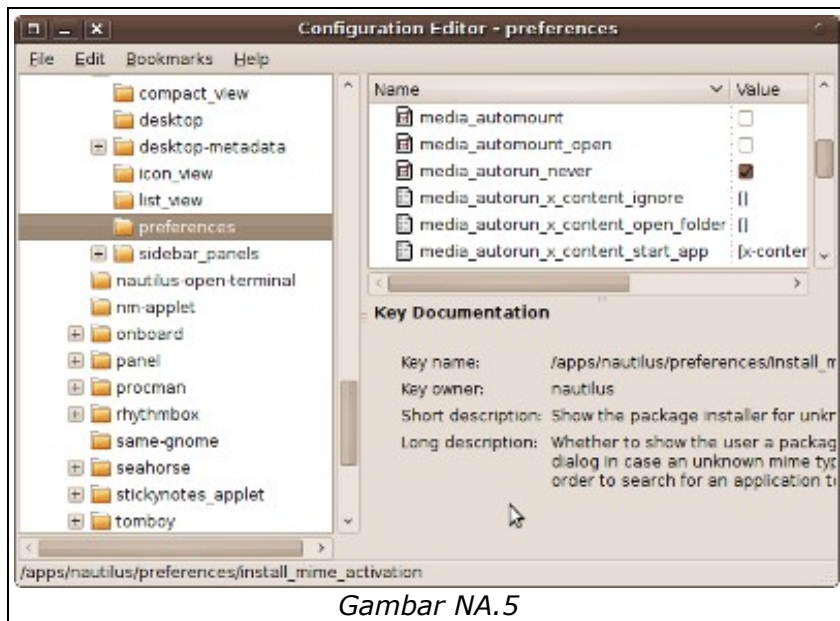 Configuration Editor - preferences
File Edit Bookmarks Help
compact_view
desktop
desktop-metadata
icon_view
list_view
preferences
sidebar_panels
nautilus-open-terminal
nm-applet
onboard
panel
procman
rhythmbox
same-gnome
seahorse
stickynotes_applet
tomboy
Name Value
media_automount
media_automount_open
media_autorun_never
media_autorun_x_content_ignore []
media_autorun_x_content_open_folder []
media_autorun_x_content_start_app [x-conter
Key Documentation
Key name: /apps/nautilus/preferences/install_m
Key owner: nautilus
Short description: Show the package installer for unkr
Long description: Whether to show the user a packag
dialog in case an unknown mime typ
order to search for an application t
/apps/nautilus/preferences/install_mime_activation
Gambar NA.5